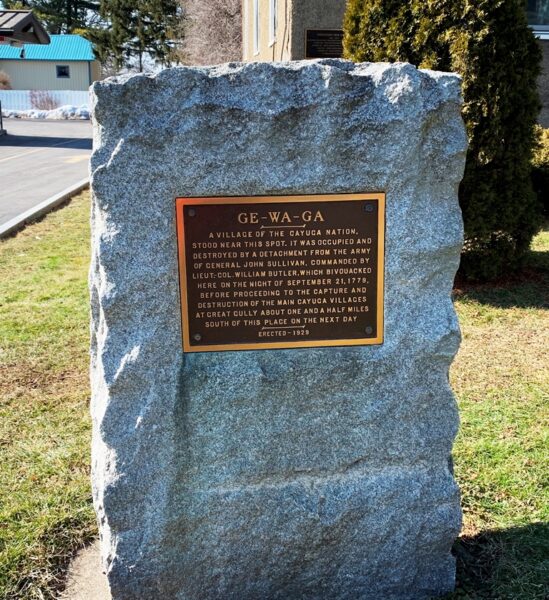 GE-WA-GA
A VILLAGE OF THE CAYUGA NATION,
STOOD NEAR THIS SPOT. IT WAS OCCUPIED AND
DESTROYED BY A DETACHMENT FROM THE ARMY
OF GENERAL JOHN SULLIVAN, COMMANDED BY
LIEUT. COL. WILLIAM BUTLER, WHICH BIVOUACKED
HERE ON THE NIGHT OF SEPTEMBER 21, 1779,
BEFORE PROCEEDING TO THE CAPTURE AND
DESTRUCTION OF THE MAIN CAYUGA VILLAGES
AT GREAT GULLY ABOUT ONE AND A HALF MILES
SOUTH OF THIS PLACE ON THE NEXT DAY
ERECTED-1929